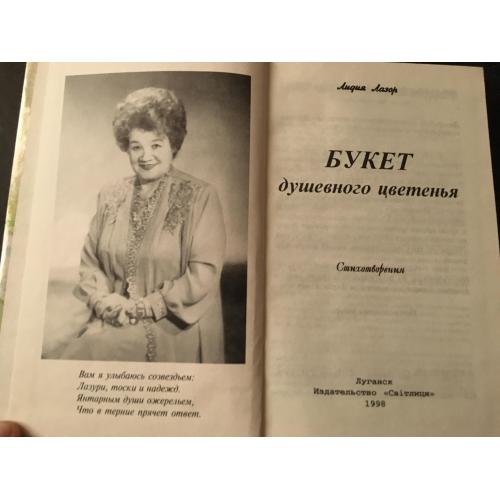 Вам я улыбаюсь созвездьем:
Лазури, тоски и надежд.
Янтарным души ожерельем,
Что в терние прячет ответ.
Лидия Лазор
БУКЕТ
душевного цветенья
Стихотворения
Луганск
Издательство «Світлиця»
1998